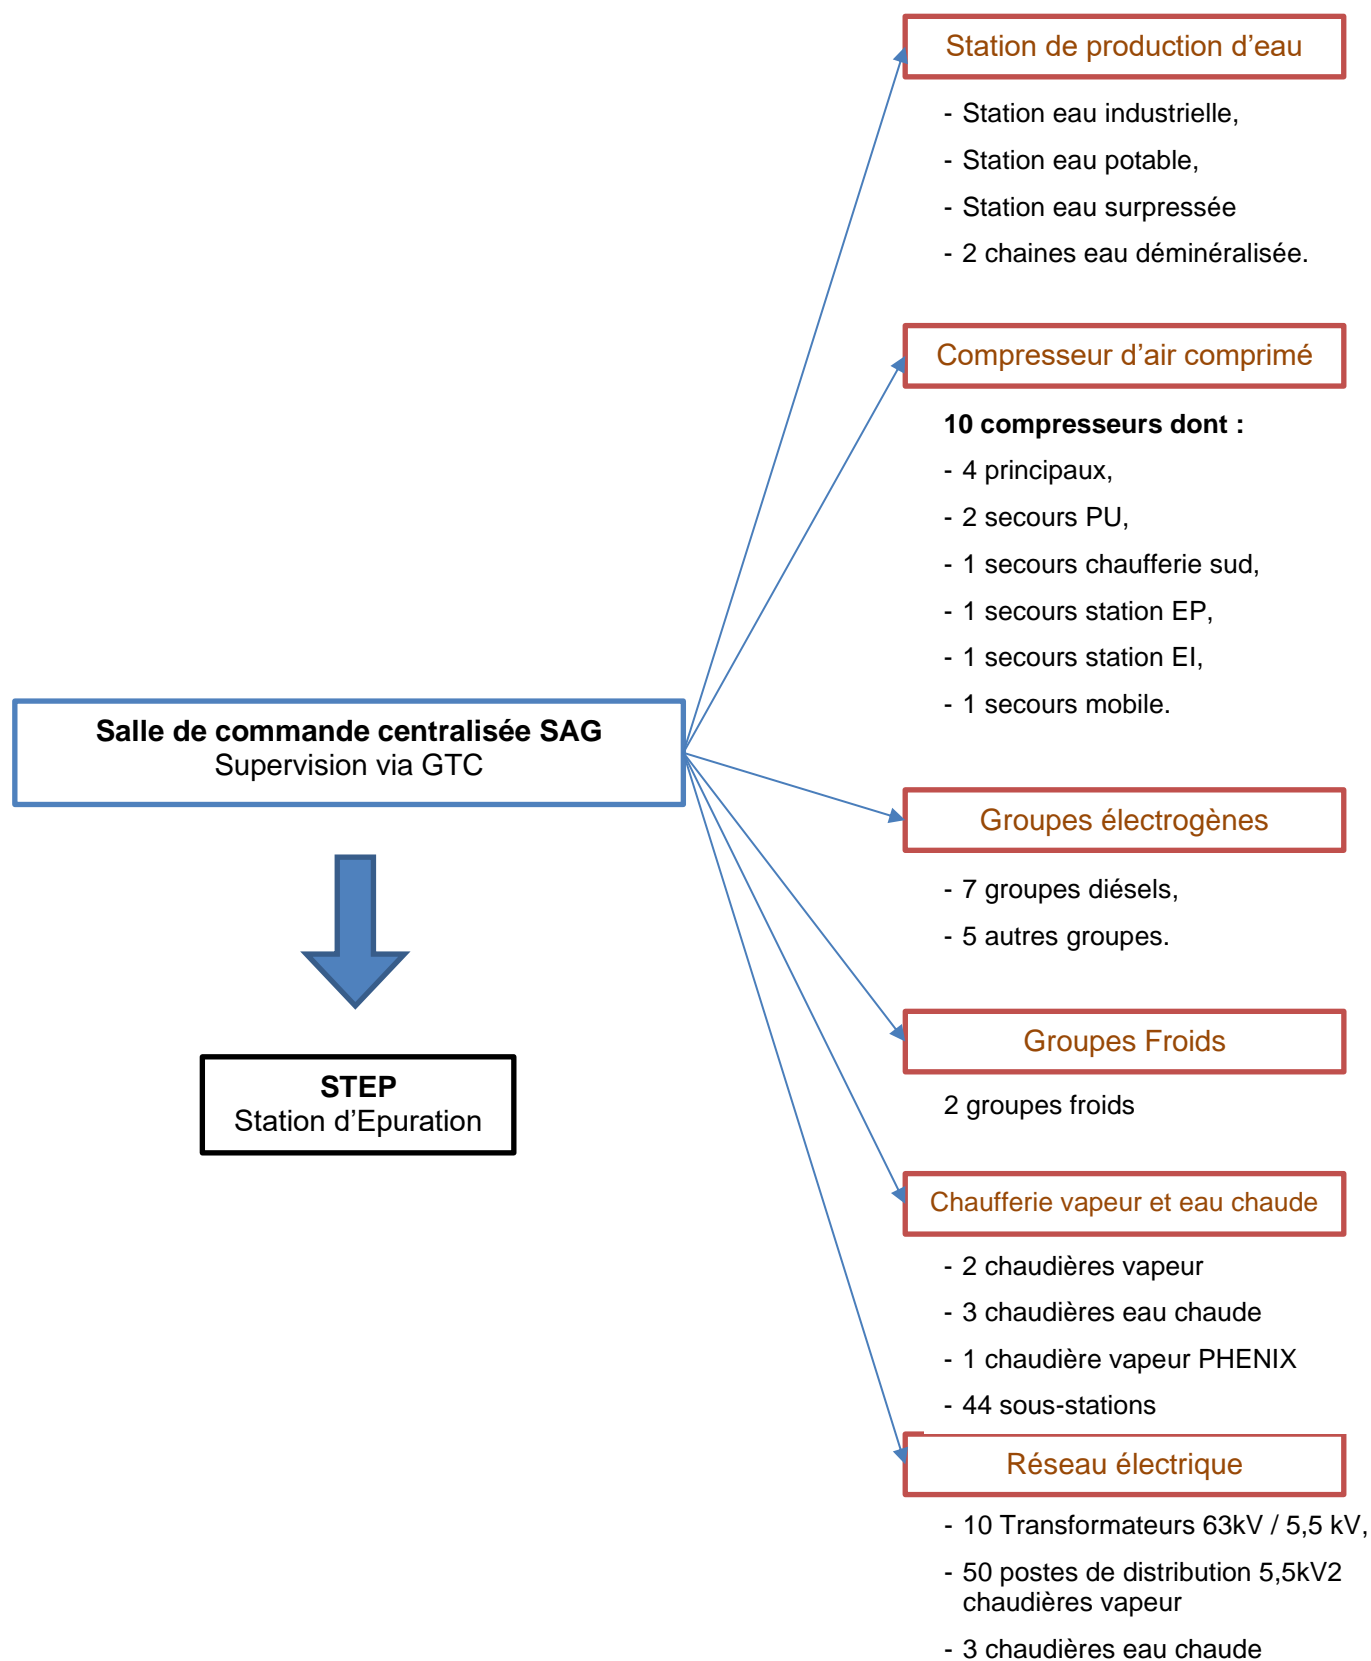 Station de production d’eau
- Station eau industrielle,
- Station eau potable,
- Station eau surpressée
- 2 chaines eau déminéralisée.
Compresseur d’air comprimé
10 compresseurs dont :
- 4 principaux,
- 2 secours PU,
- 1 secours chaufferie sud,
- 1 secours station EP,
- 1 secours station EI,
- 1 secours mobile.
Salle de commande centralisée SAG
Supervision via GTC
Groupes électrogènes
- 7 groupes diésels,
- 5 autres groupes.
Groupes Froids
2 groupes froids
STEP
Station d’Epuration
Chaufferie vapeur et eau chaude
- 2 chaudières vapeur
- 3 chaudières eau chaude
- 1 chaudière vapeur PHENIX
- 44 sous-stations
Réseau électrique
- 10 Transformateurs 63kV / 5,5 kV,
- 50 postes de distribution 5,5kV2
chaudières vapeur
- 3 chaudières eau chaude